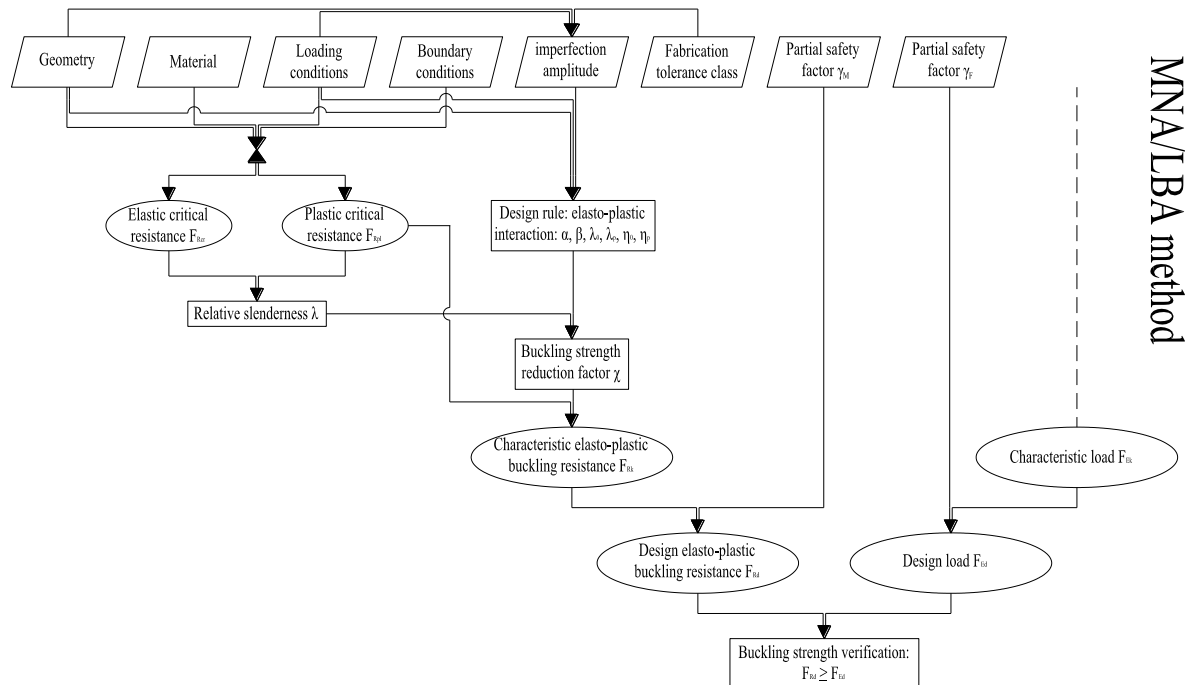 Geometry
Material
Loading
conditions
Boundary
conditions
imperfection
amplitude
Fabrication
tolerance class
Partial safety
factor γM
Partial safety
factor γF
MNA/LBA method
Elastic critical
resistance FRcr
Plastic critical
resistance FRpl
Design rule: elasto-plastic
interaction: α, β, λ0, λp, η0, ηp
Relative slenderness λ
Buckling strength
reduction factor χ
Characteristic elasto-plastic
buckling resistance FRk
Characteristic load FEk
Design elasto-plastic
buckling resistance FRd
Design load FEd
Buckling strength verification:
FRd ≥ FEd